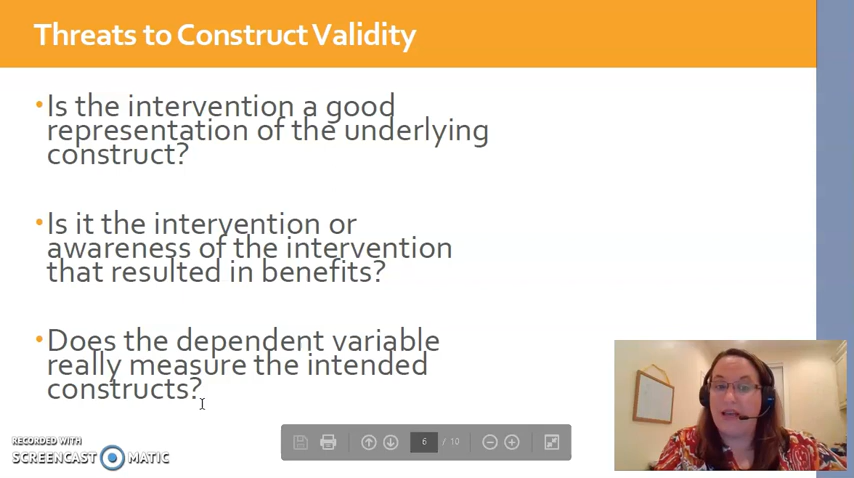 Threats to Construct Validity
•Is the intervention a good
representation of the underlying
construct?
•Is it the intervention or
awareness of the intervention
that resulted in benefits?
•Does the dependent variable
really measure the intended
constructs?
6 / 10
RECORDED WITH
SCREENCAST MATIC